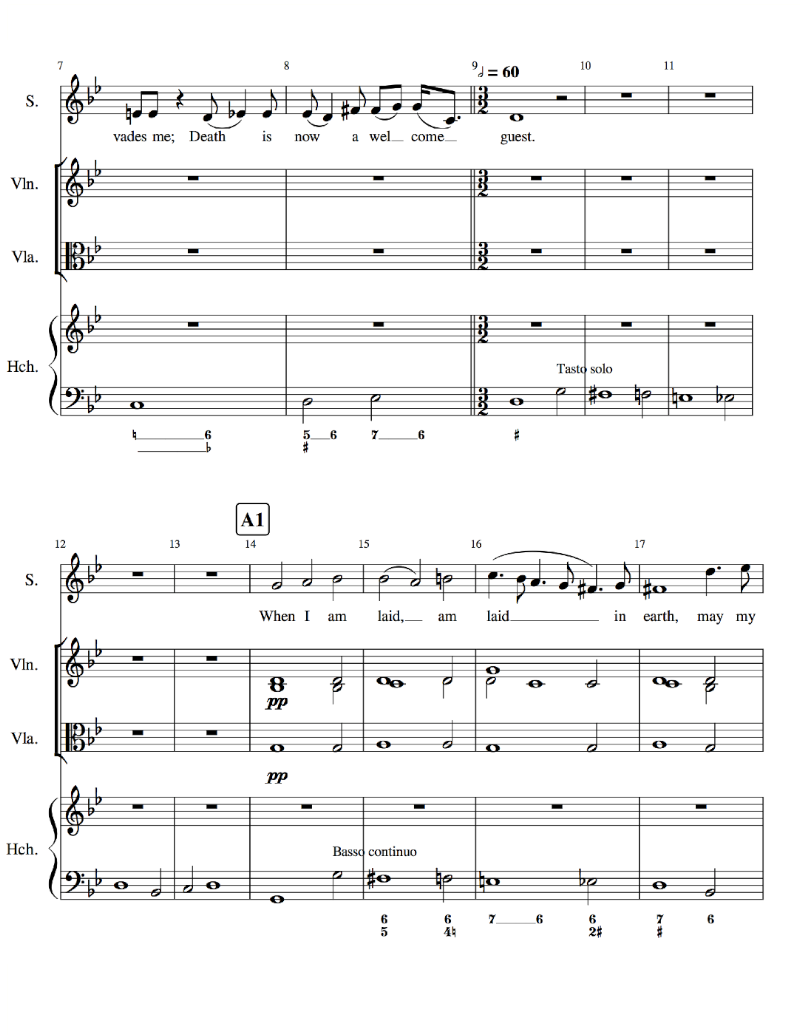 7 8 9 𝅗𝅥 = 60 10 11
S.
vades me; Death is now a wel come guest.
Vln.
Vla.
Hch.
Tasto solo
♮ 6 5 6 7 6 ♯
♭ ♯
A1
12 13 14 15 16 17
S.
When I am laid, am laid in earth, may my
Vln.
pp
Vla.
pp
Hch.
Basso continuo
6 6 7 6 6 7 6
5 4♮ 2♯ ♯